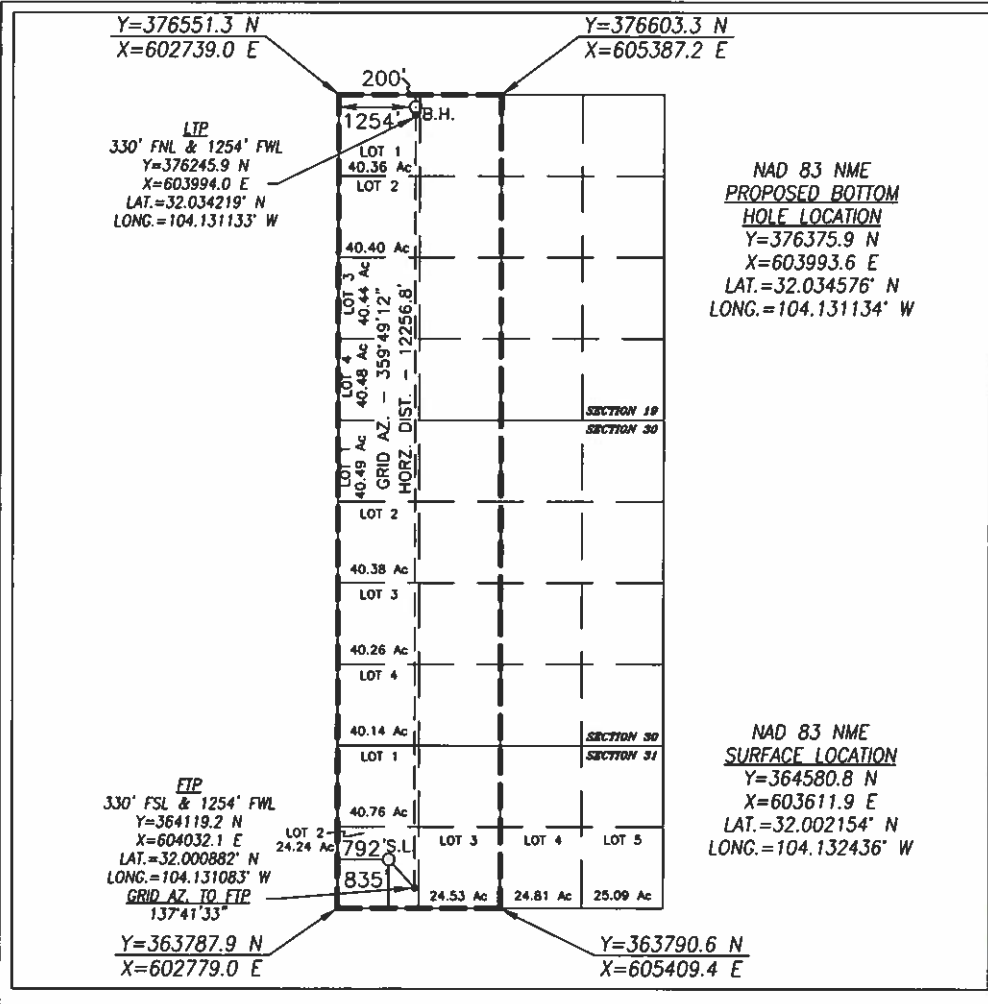 Y=376551.3 N
X=602739.0 E
Y=376603.3 N
X=605387.2 E
200'
1254'
B.H.
LTP
330' FNL & 1254' FWL
Y=376245.9 N
X=603994.0 E
LAT.=32.034219° N
LONG.=104.131133° W
NAD 83 NME
PROPOSED BOTTOM
HOLE LOCATION
Y=376375.9 N
X=603993.6 E
LAT.=32.034576° N
LONG.=104.131134° W
LOT 1
40.36 Ac
LOT 2
40.40 Ac
LOT 3
40.44 Ac
LOT 4
40.48 Ac
GRID AZ. - 359°49'12"
HORZ. DIST. - 12256.8'
SECTION 19
SECTION 30
LOT 1
40.49 Ac
LOT 2
40.38 Ac
LOT 3
40.26 Ac
LOT 4
40.14 Ac
SECTION 30
SECTION 31
LOT 1
40.76 Ac
LOT 2
24.24 Ac
792'
S.L.
835'
LOT 3
24.53 Ac
LOT 4
24.81 Ac
LOT 5
25.09 Ac
FTP
330' FSL & 1254' FWL
Y=364119.2 N
X=604032.1 E
LAT.=32.000882° N
LONG.=104.131083° W
GRID AZ. TO FTP
137°41'33"
NAD 83 NME
SURFACE LOCATION
Y=364580.8 N
X=603611.9 E
LAT.=32.002154° N
LONG.=104.132436° W
Y=363787.9 N
X=602779.0 E
Y=363790.6 N
X=605409.4 E